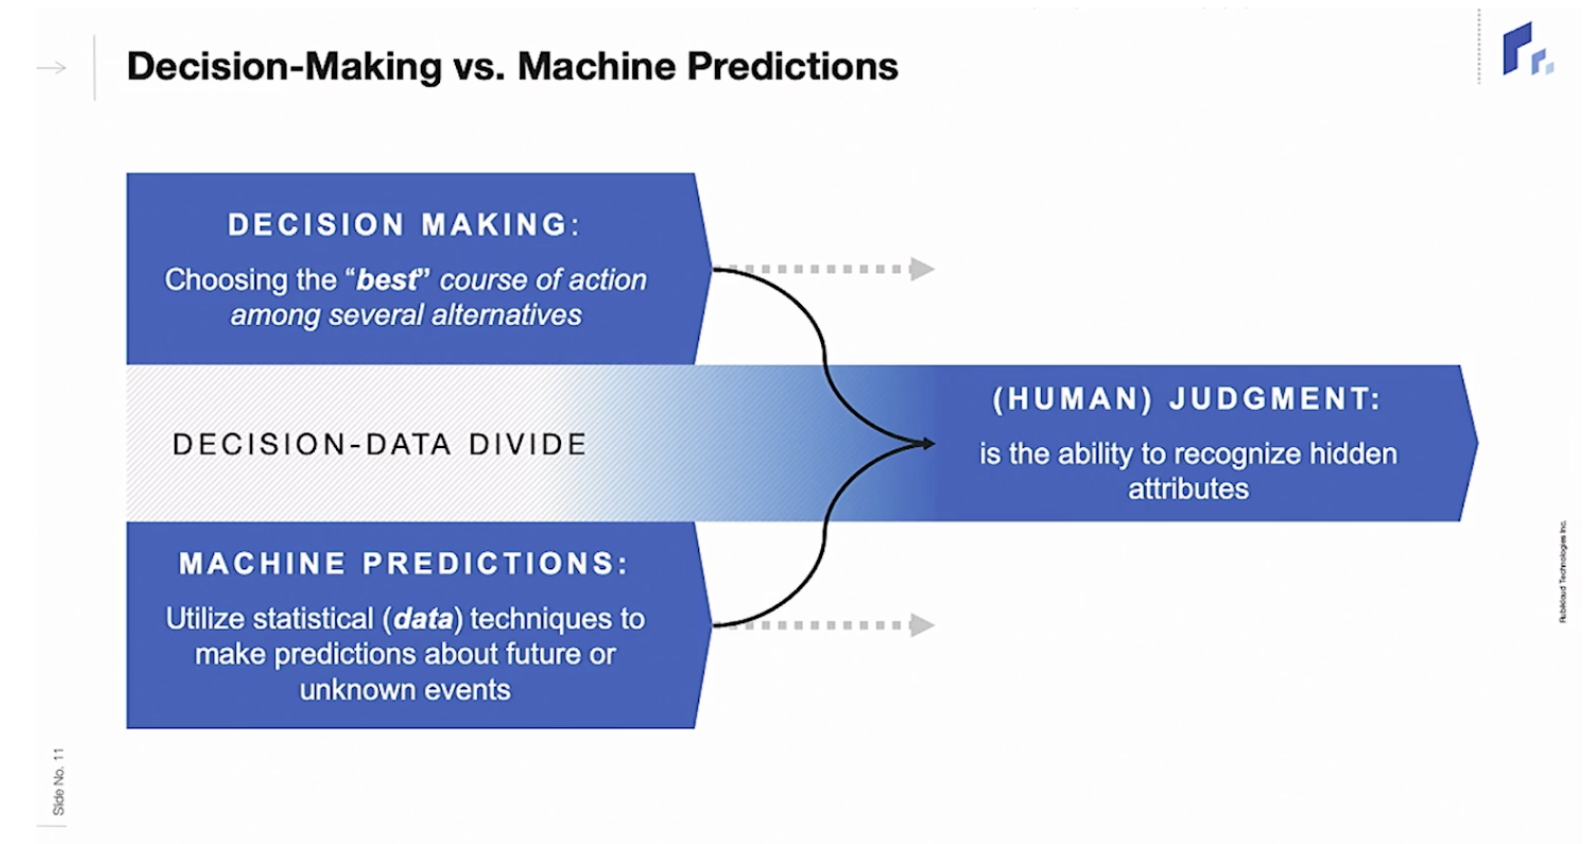 Decision-Making vs. Machine Predictions
DECISION MAKING:
Choosing the “best” course of action
among several alternatives
DECISION-DATA DIVIDE
(HUMAN) JUDGMENT:
is the ability to recognize hidden
attributes
MACHINE PREDICTIONS:
Utilize statistical (data) techniques to
make predictions about future or
unknown events
Rubikloud Technologies Inc.
Slide No. 11